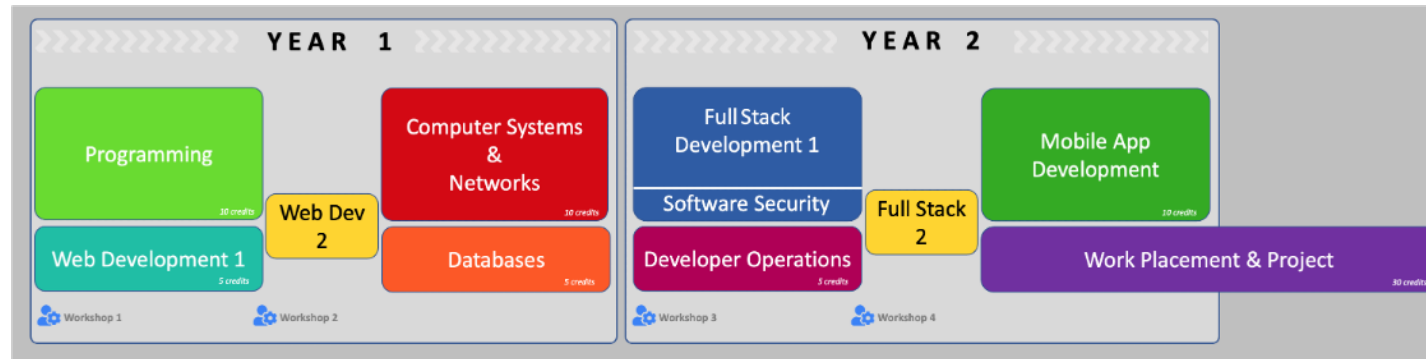 YEAR 1
Programming
10 credits
Web Development 1
5 credits
Web Dev
2
Computer Systems
&
Networks
10 credits
Databases
5 credits
Workshop 1
Workshop 2
YEAR 2
Full Stack
Development 1
Software Security
Developer Operations
5 credits
Full Stack
2
Mobile App
Development
10 credits
Work Placement & Project
30 credits
Workshop 3
Workshop 4